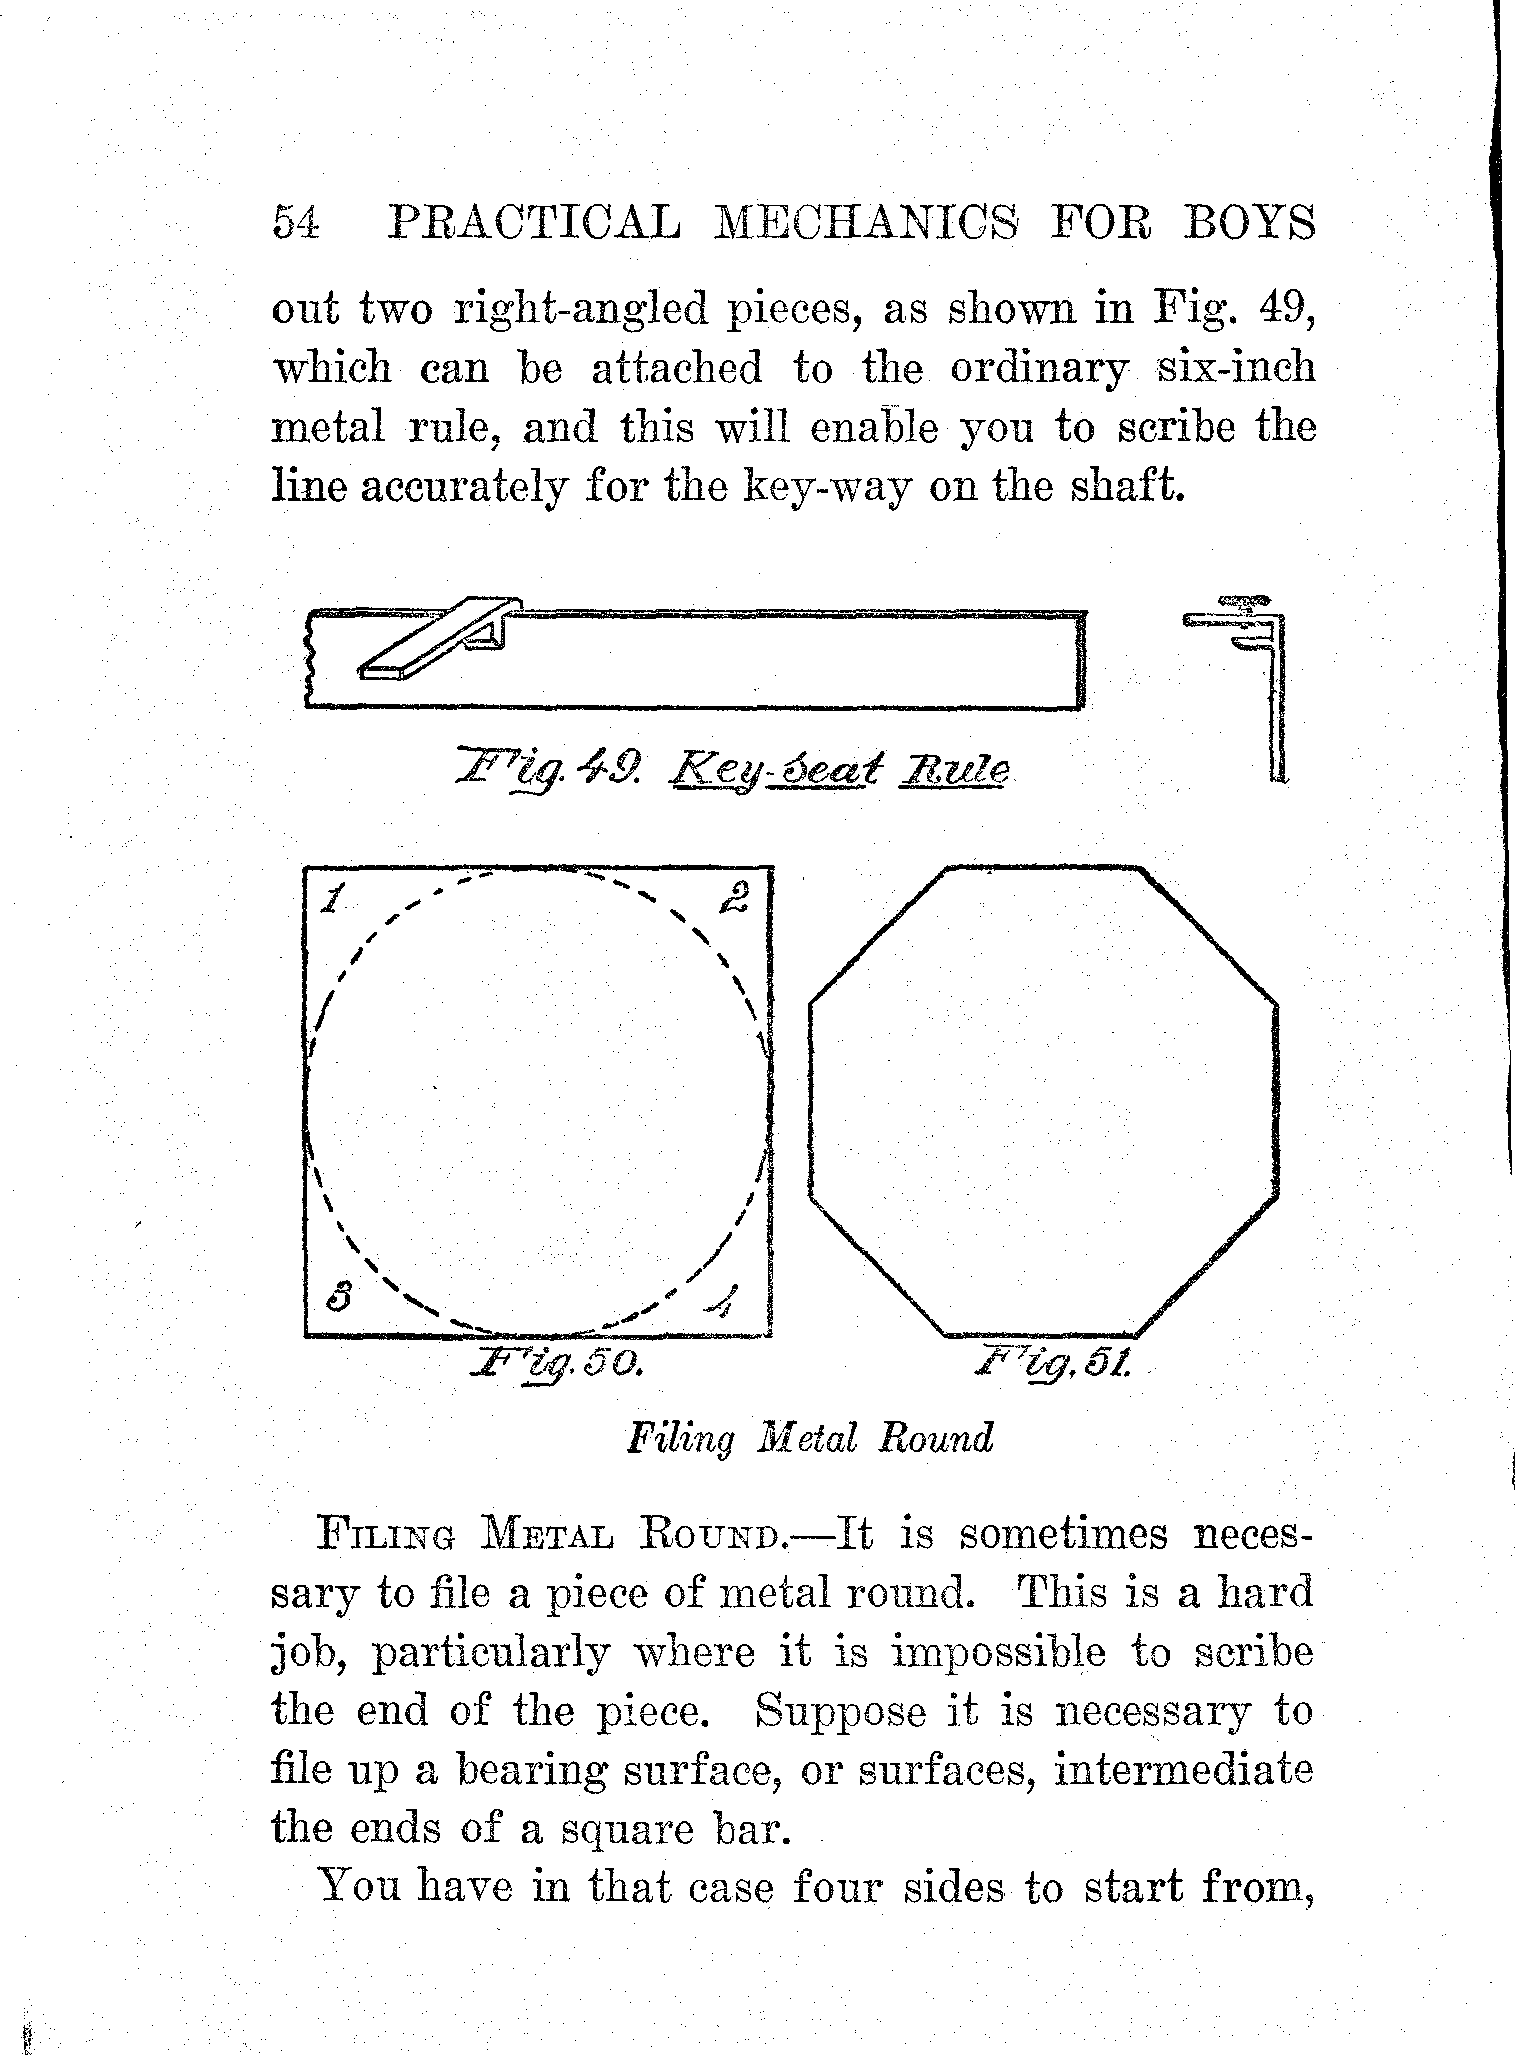 54 PRACTICAL MECHANICS FOR BOYS
out two right-angled pieces, as shown in Fig. 49,
which can be attached to the ordinary six-inch
metal rule, and this will enable you to scribe the
line accurately for the key-way on the shaft.
Fig. 49. Key-Seat Rule
1 2
3 4
Fig. 50. Fig. 51.
Filing Metal Round
FILING METAL ROUND.—It is sometimes neces-
sary to file a piece of metal round. This is a hard
job, particularly where it is impossible to scribe
the end of the piece. Suppose it is necessary to
file up a bearing surface, or surfaces, intermediate
the ends of a square bar.
You have in that case four sides to start from,